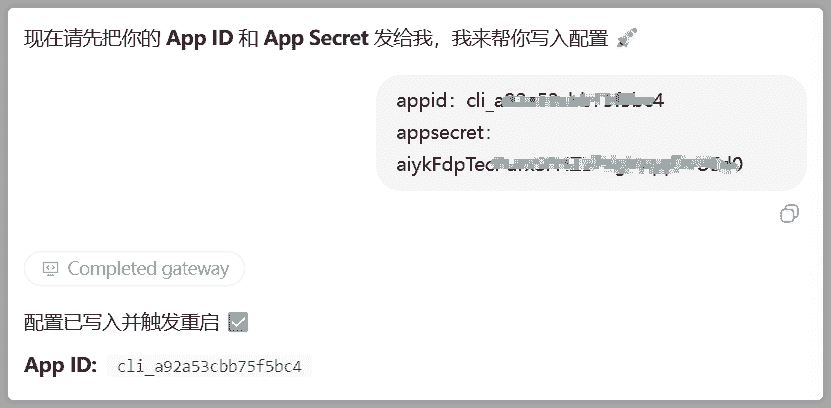 现在请先把你的 App ID 和 App Secret 发给我，我来帮你写入配置 🚀
appid：cli_a
appsecret：
aiykFdpTec
Completed gateway
配置已写入并触发重启 ✅
App ID: cli_a92a53cbb75f5bc4